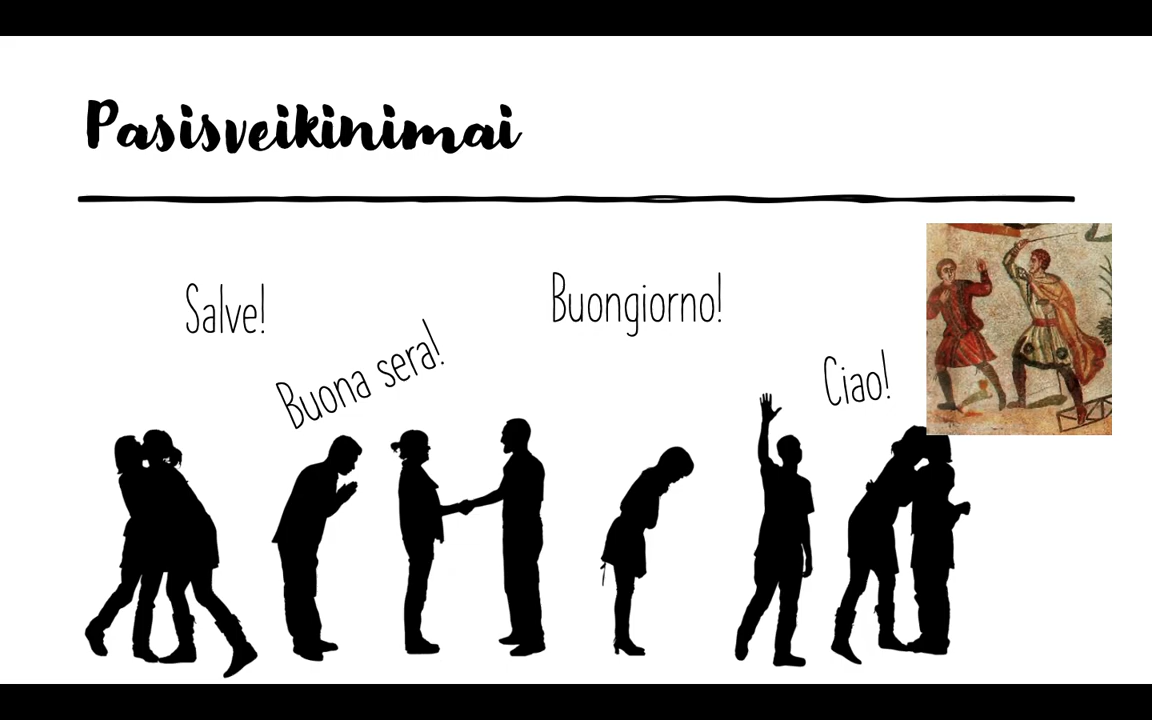 Pasisveikinimai
Salve!
Buongiorno!
Buona sera!
Ciao!